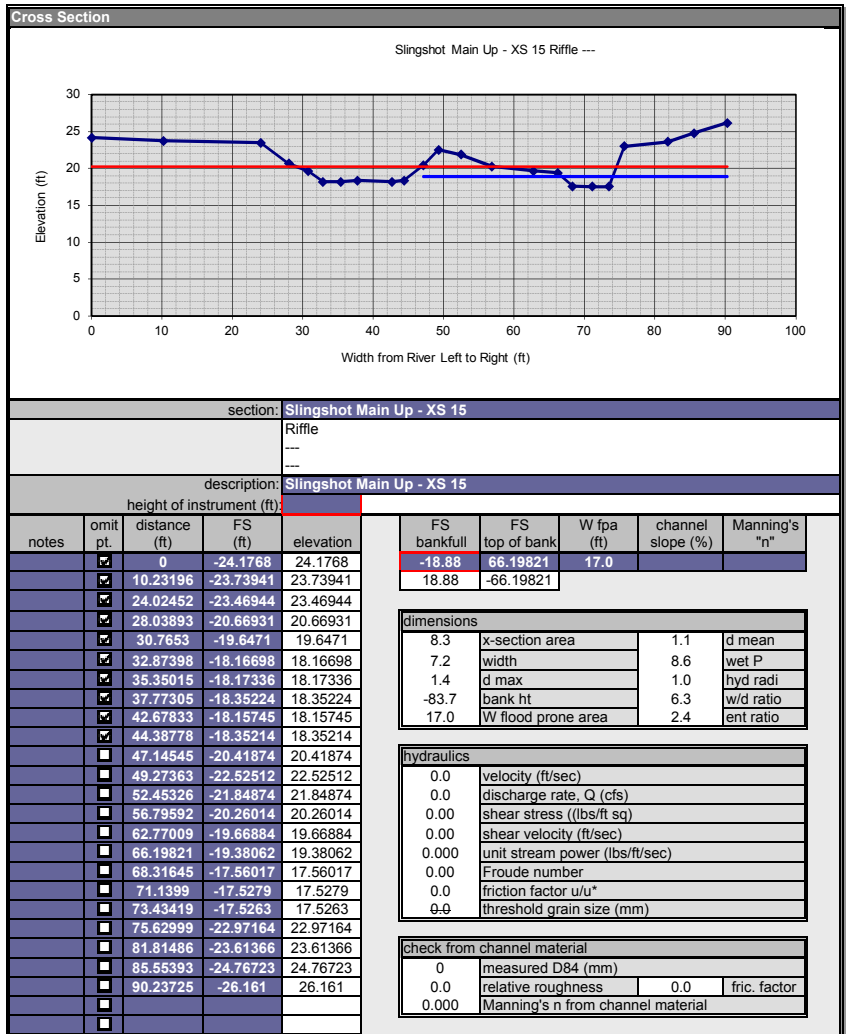 Cross Section
Slingshot Main Up - XS 15 Riffle ---
30
25
20
15
10
5
0
Elevation (ft)
0 10 20 30 40 50 60 70 80 90 100
Width from River Left to Right (ft)
section: Slingshot Main Up - XS 15
Riffle
---
---
description: Slingshot Main Up - XS 15
height of instrument (ft):
notes omit pt. distance (ft) FS (ft) elevation
0 -24.1768 24.1768
10.23196 -23.73941 23.73941
24.02452 -23.46944 23.46944
28.03893 -20.66931 20.66931
30.7653 -19.6471 19.6471
32.87398 -18.16698 18.16698
35.35015 -18.17336 18.17336
37.77305 -18.35224 18.35224
42.67833 -18.15745 18.15745
44.38778 -18.35214 18.35214
47.14545 -20.41874 20.41874
49.27363 -22.52512 22.52512
52.45326 -21.84874 21.84874
56.79592 -20.26014 20.26014
62.77009 -19.66884 19.66884
66.19821 -19.38062 19.38062
68.31645 -17.56017 17.56017
71.1399 -17.5279 17.5279
73.43419 -17.5263 17.5263
75.62999 -22.97164 22.97164
81.81486 -23.61366 23.61366
85.55393 -24.76723 24.76723
90.23725 -26.161 26.161
FS bankfull FS top of bank W fpa (ft) channel slope (%) Manning's "n"
-18.88 66.19821 17.0
18.88 -66.19821
dimensions
8.3 x-section area 1.1 d mean
7.2 width 8.6 wet P
1.4 d max 1.0 hyd radi
-83.7 bank ht 6.3 w/d ratio
17.0 W flood prone area 2.4 ent ratio
hydraulics
0.0 velocity (ft/sec)
0.0 discharge rate, Q (cfs)
0.00 shear stress ((lbs/ft sq)
0.00 shear velocity (ft/sec)
0.000 unit stream power (lbs/ft/sec)
0.00 Froude number
0.0 friction factor u/u*
0.0 threshold grain size (mm)
check from channel material
0 measured D84 (mm)
0.0 relative roughness 0.0 fric. factor
0.000 Manning's n from channel material